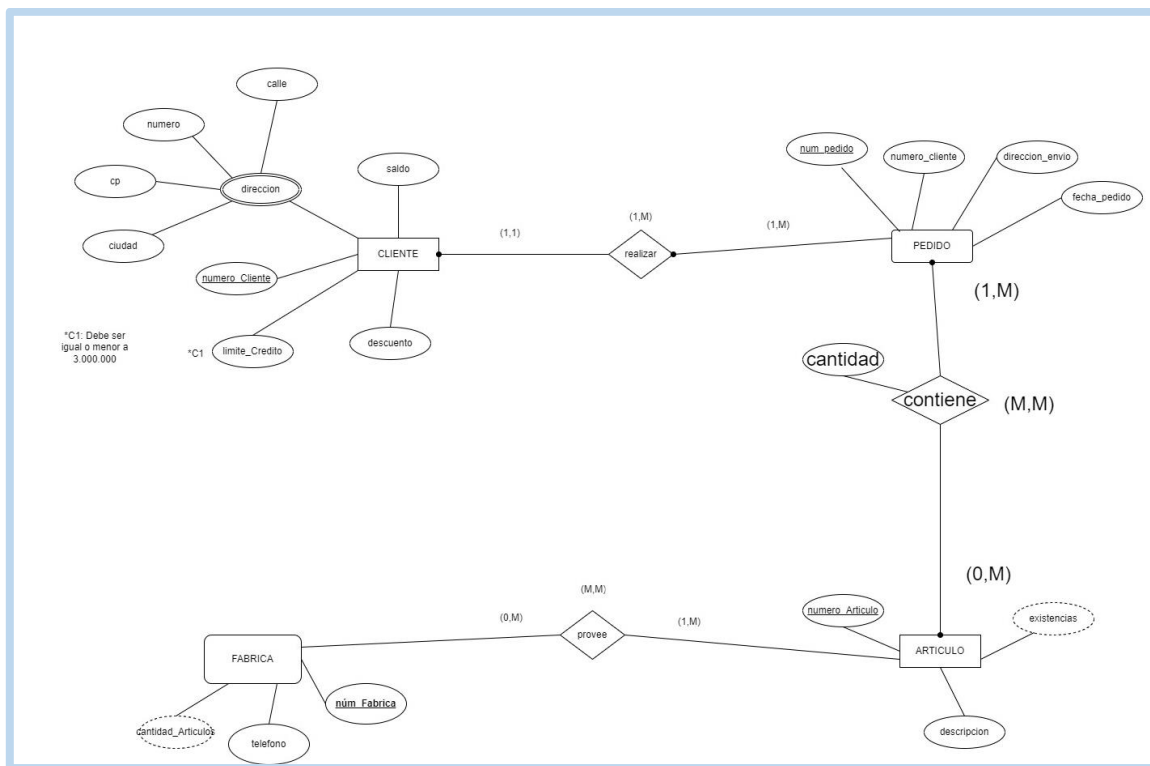 calle
numero
cp
direccion
ciudad
saldo
CLIENTE
numero_Cliente
limite_Credito
descuento
*C1
*C1: Debe ser
igual o menor a
3.000.000
(1,1)
(1,M)
realizar
(1,M)
num_pedido
numero_cliente
direccion_envio
fecha_pedido
PEDIDO
(1,M)
cantidad
contiene
(M,M)
(0,M)
numero_Articulo
existencias
ARTICULO
descripcion
(M,M)
(0,M)
provee
(1,M)
FABRICA
núm_Fabrica
cantidad_Articulos
telefono